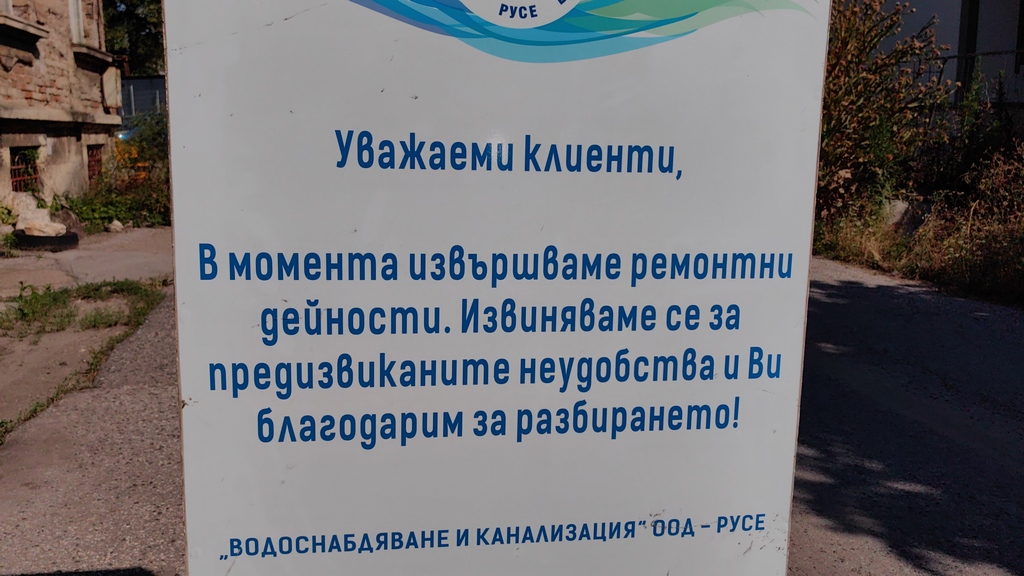 РУСЕ
Уважаеми клиенти,
В момента извършваме ремонтни
дейности. Извиняваме се за
предизвиканите неудобства и Ви
благодарим за разбирането!
„ВОДОСНАБДЯВАНЕ И КАНАЛИЗАЦИЯ“ ООД – РУСЕ